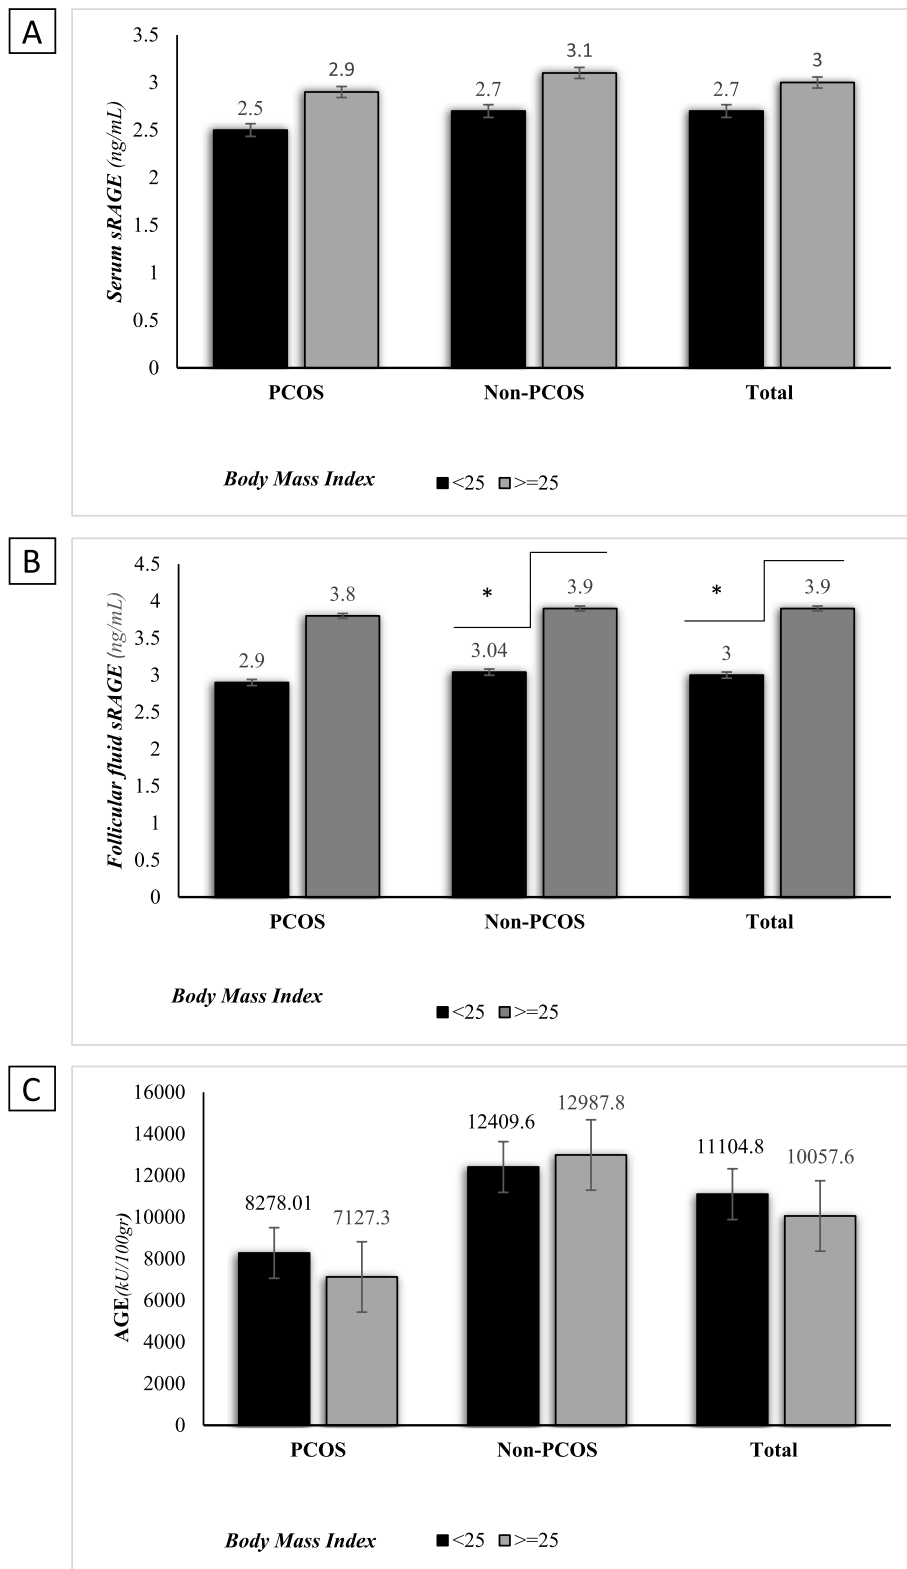 A
Serum sRAGE (ng/mL)
3.5
3
2.5
2
1.5
1
0.5
0
2.5
2.9
2.7
3.1
2.7
3
PCOS
Non-PCOS
Total
Body Mass Index
<25
>=25
B
Follicular fluid sRAGE (ng/mL)
4.5
4
3.5
3
2.5
2
1.5
1
0.5
0
2.9
3.8
*
3.04
3.9
*
3
3.9
PCOS
Non-PCOS
Total
Body Mass Index
<25
>=25
C
AGE(kU/100gr)
16000
14000
12000
10000
8000
6000
4000
2000
0
8278.01
7127.3
12409.6
12987.8
11104.8
10057.6
PCOS
Non-PCOS
Total
Body Mass Index
<25
>=25